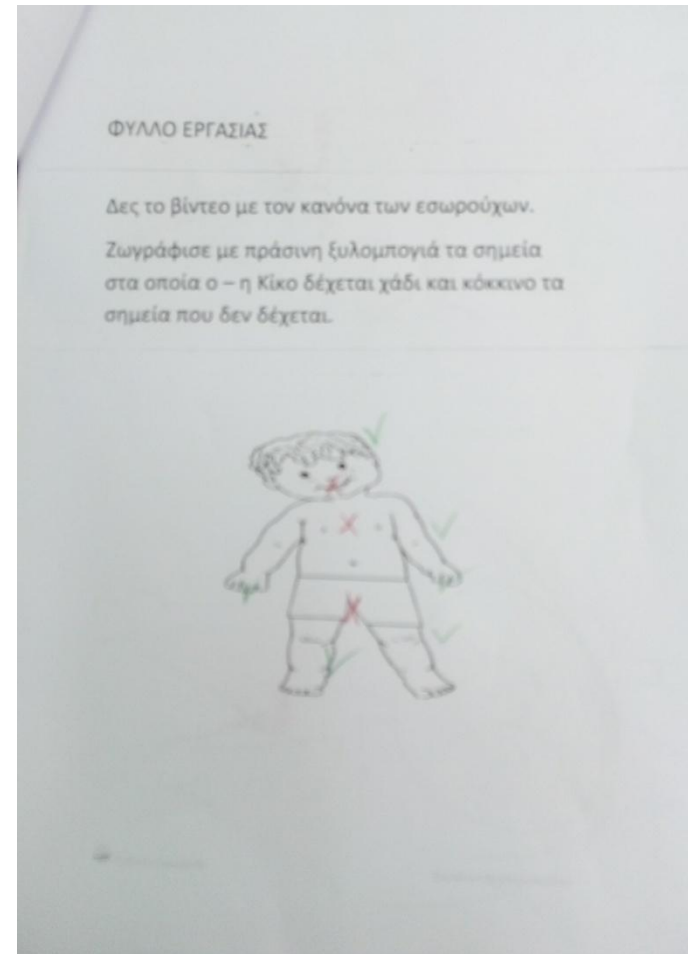 ΦΥΛΛΟ ΕΡΓΑΣΙΑΣ
Δες το βίντεο με τον κανόνα των εσωρούχων.
Ζωγράφισε με πράσινη ξυλομπογιά τα σημεία
στα οποία ο – η Κίκο δέχεται χάδι και κόκκινο τα
σημεία που δεν δέχεται.